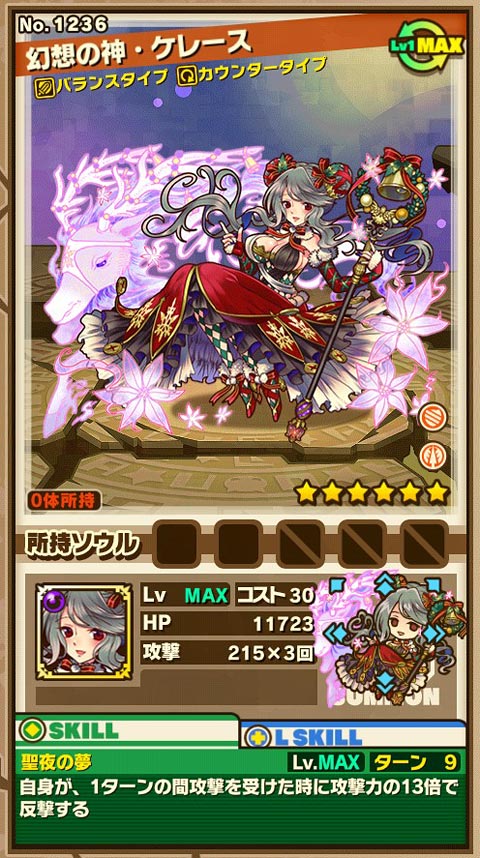 No.1236
幻想の神・ケレース
Lv1 MAX
バランスタイプ カウンタータイプ
0体所持
所持ソウル
Lv MAX コスト 30
HP 11723
攻撃 215×3回
SKILL
L SKILL
聖夜の夢 Lv.MAX ターン 9
自身が、1ターンの間攻撃を受けた時に攻撃力の13倍で
反撃する